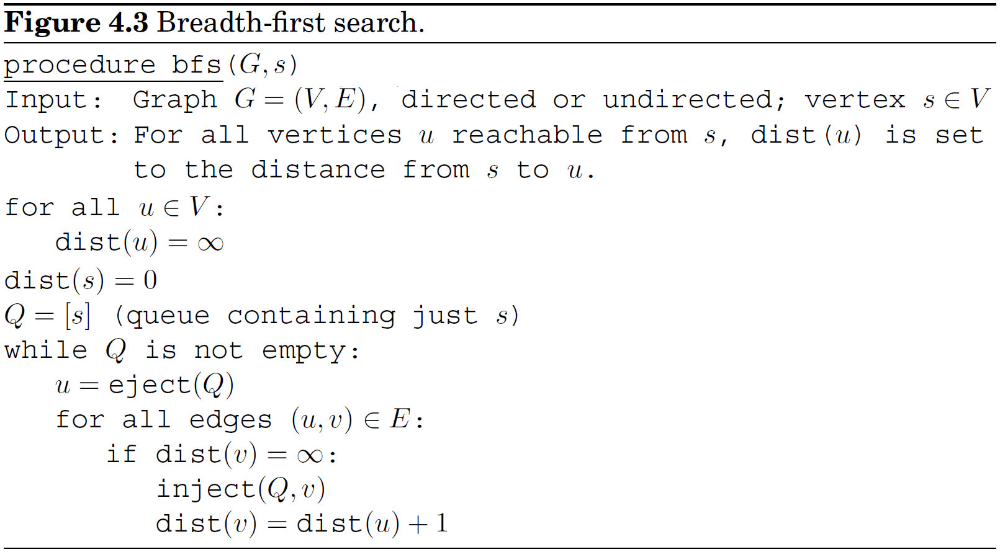 Figure 4.3 Breadth-first search.
procedure bfs(G, s)
Input: Graph G = (V, E), directed or undirected; vertex s ∈ V
Output: For all vertices u reachable from s, dist(u) is set
to the distance from s to u.
for all u ∈ V:
dist(u) = ∞
dist(s) = 0
Q = [s] (queue containing just s)
while Q is not empty:
u = eject(Q)
for all edges (u, v) ∈ E:
if dist(v) = ∞:
inject(Q, v)
dist(v) = dist(u) + 1